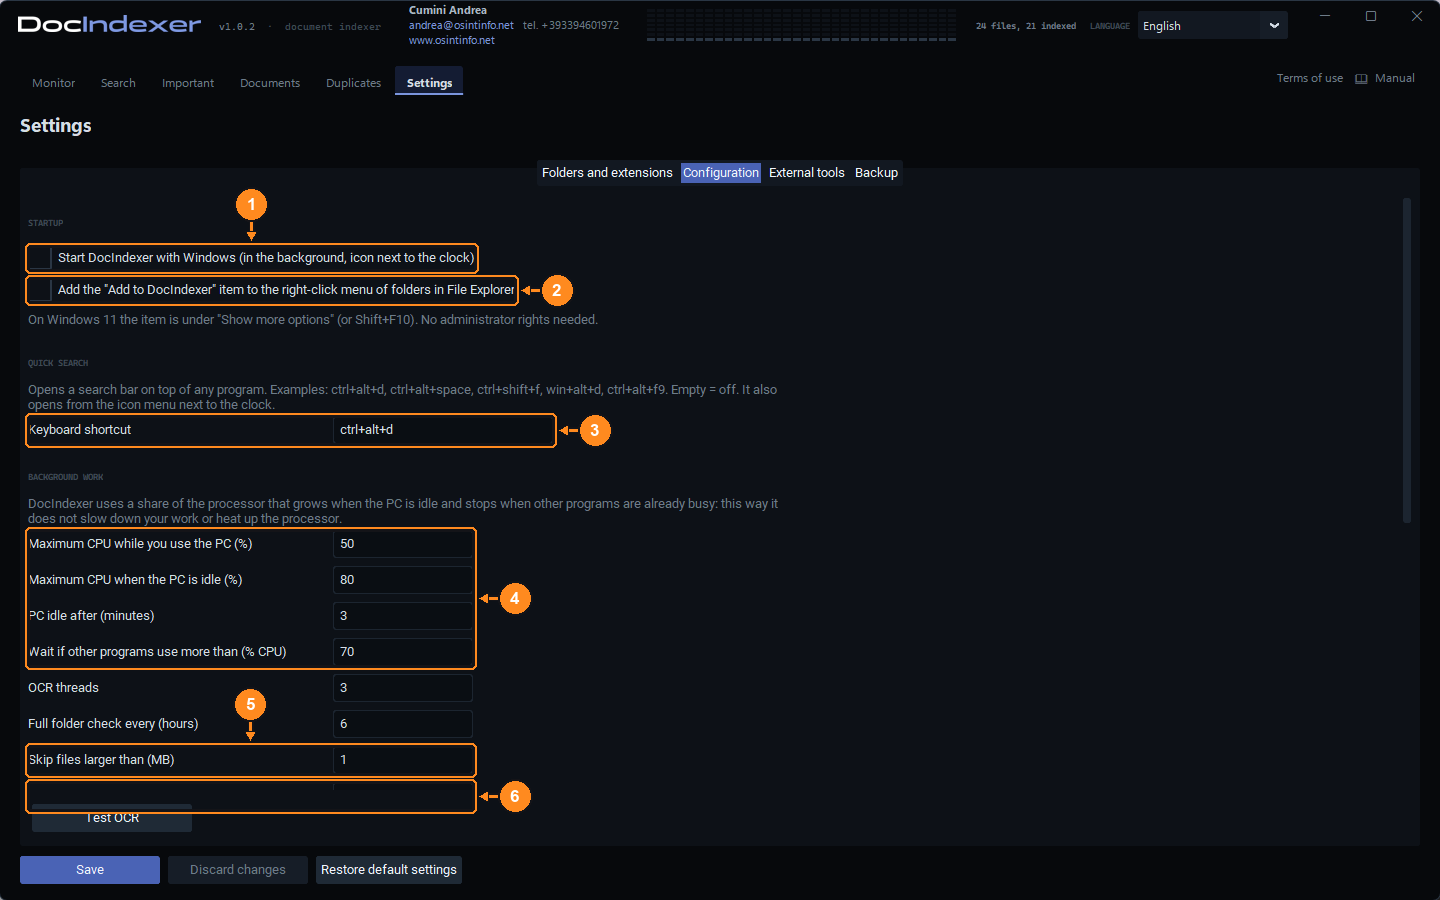 DocIndexer v1.0.2 · document indexer
Cumini Andrea
andrea@osintinfo.net tel. +393394601972
www.osintinfo.net
24 files, 21 indexed LANGUAGE English
Monitor Search Important Documents Duplicates Settings
Terms of use Manual
Settings
Folders and extensions Configuration External tools Backup
1
STARTUP
Start DocIndexer with Windows (in the background, icon next to the clock)
Add the "Add to DocIndexer" item to the right-click menu of folders in File Explorer
2
On Windows 11 the item is under "Show more options" (or Shift+F10). No administrator rights needed.
QUICK SEARCH
Opens a search bar on top of any program. Examples: ctrl+alt+d, ctrl+alt+space, ctrl+shift+f, win+alt+d, ctrl+alt+f9. Empty = off. It also
opens from the icon menu next to the clock.
Keyboard shortcut ctrl+alt+d
3
BACKGROUND WORK
DocIndexer uses a share of the processor that grows when the PC is idle and stops when other programs are already busy: this way it
does not slow down your work or heat up the processor.
Maximum CPU while you use the PC (%) 50
Maximum CPU when the PC is idle (%) 80
4
PC idle after (minutes) 3
Wait if other programs use more than (% CPU) 70
OCR threads 3
5
Full folder check every (hours) 6
Skip files larger than (MB) 1
6
Test OCR
Save Discard changes Restore default settings